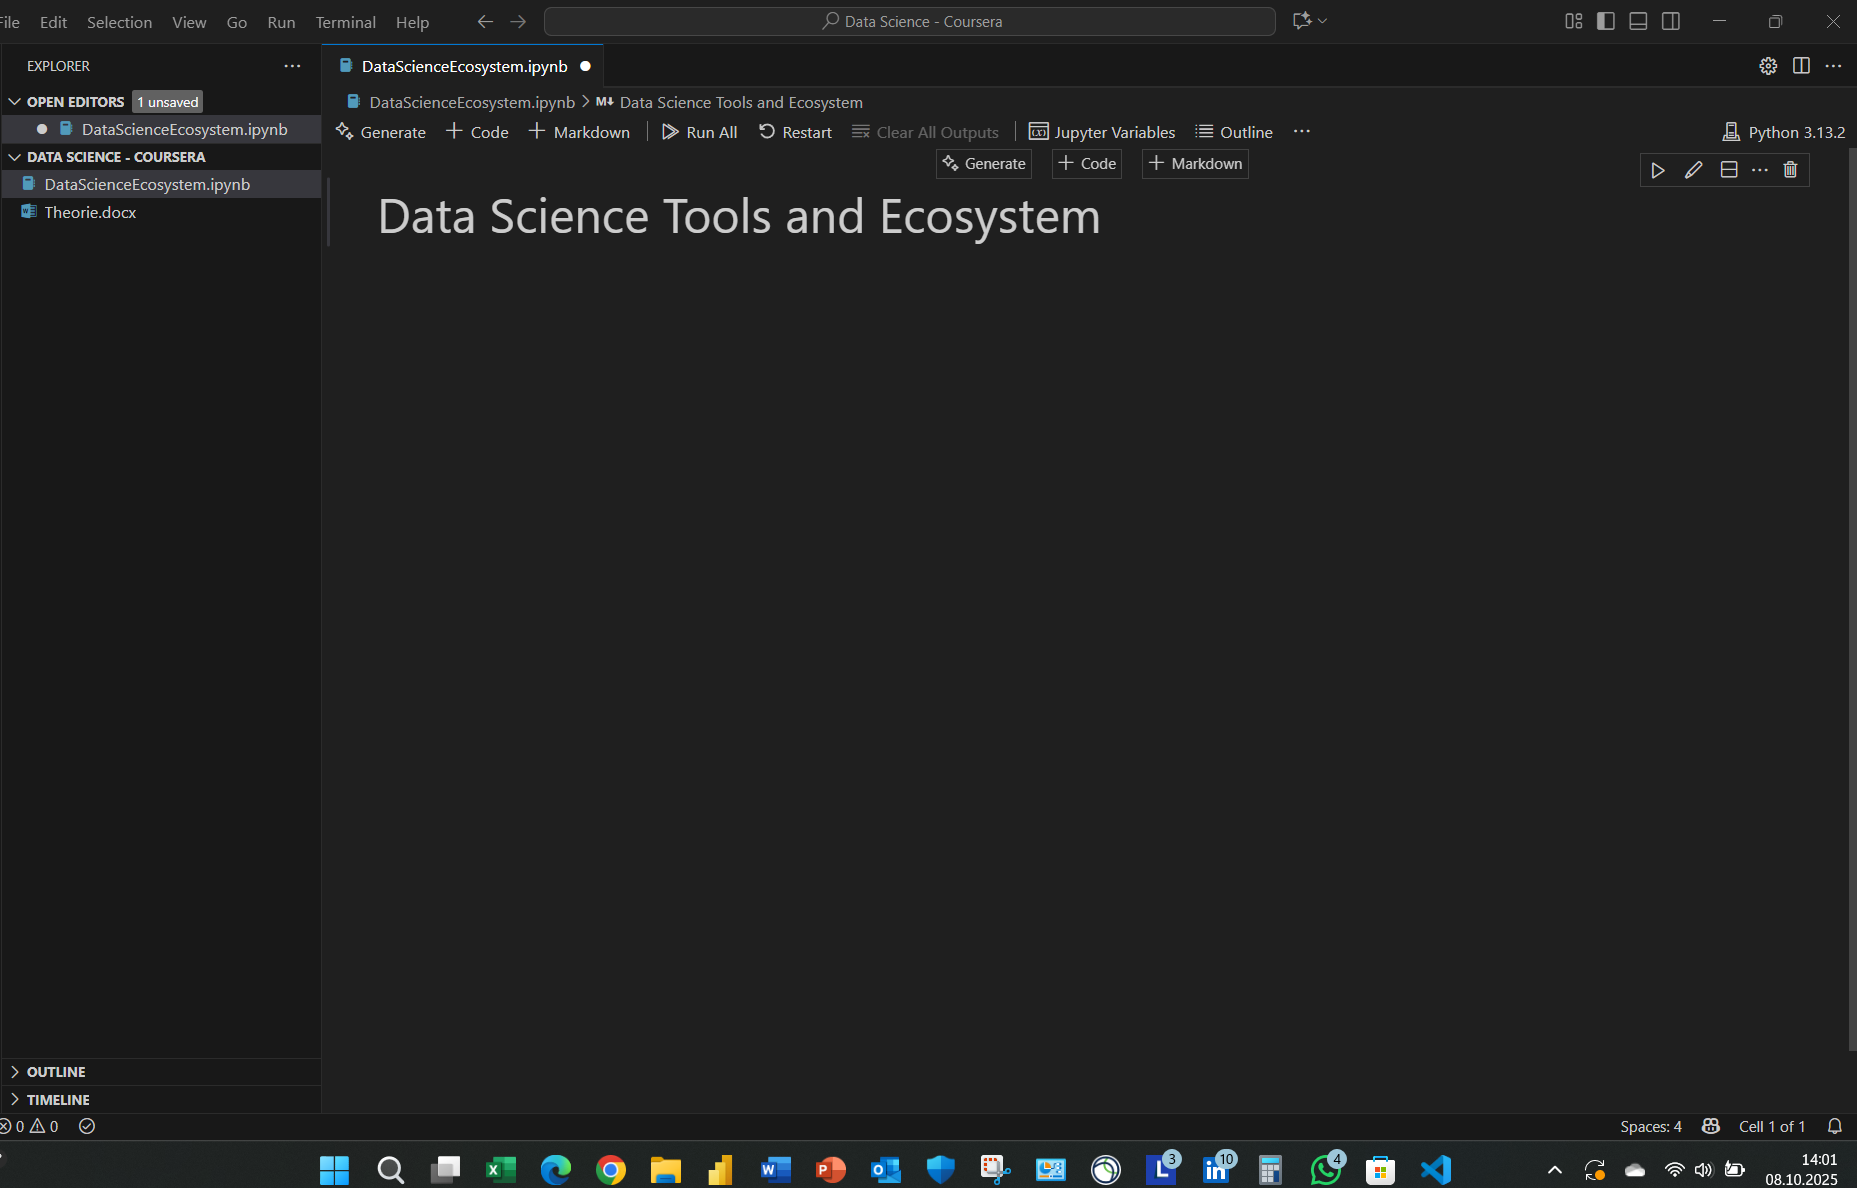 File Edit Selection View Go Run Terminal Help
Data Science - Coursera
EXPLORER
OPEN EDITORS 1 unsaved
DataScienceEcosystem.ipynb
DATA SCIENCE - COURSERA
DataScienceEcosystem.ipynb
Theorie.docx
OUTLINE
TIMELINE
DataScienceEcosystem.ipynb
DataScienceEcosystem.ipynb > M↓ Data Science Tools and Ecosystem
Generate + Code + Markdown Run All Restart Clear All Outputs Jupyter Variables Outline ... Python 3.13.2
Generate + Code + Markdown
Data Science Tools and Ecosystem
0 0 Spaces: 4 Cell 1 of 1
3 10 4
14:01
08.10.2025